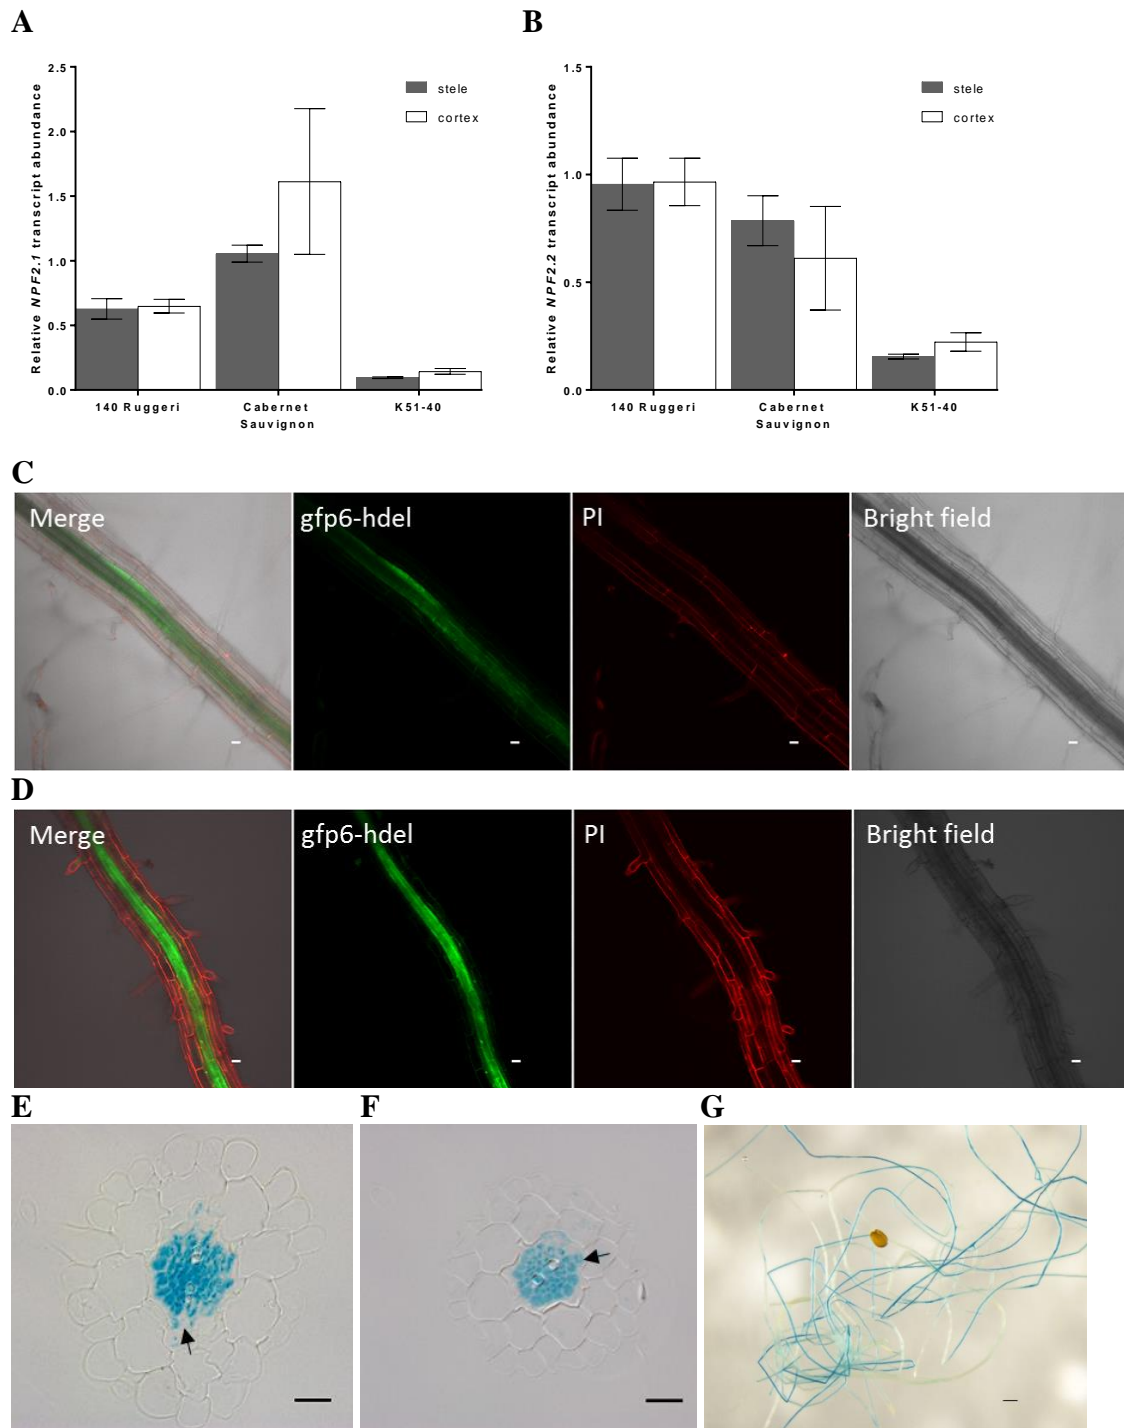 A
B
Relative NPF2.1 transcript abundance
2.5
2.0
1.5
1.0
0.5
0.0
stele
cortex
140 Ruggeri
Cabernet
Sauvignon
K51-40
Relative NPF2.2 transcript abundance
1.5
1.0
0.5
0.0
stele
cortex
140 Ruggeri
Cabernet
Sauvignon
K51-40
C
Merge
gfp6-hdel
PI
Bright field
D
Merge
gfp6-hdel
PI
Bright field
E
F
G